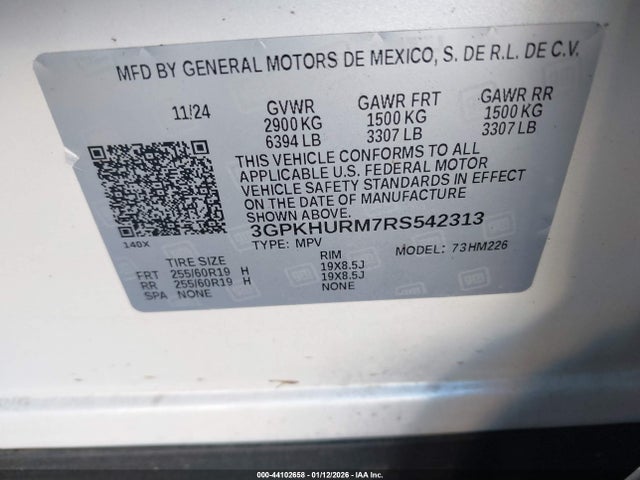 MFD BY GENERAL MOTORS DE MEXICO, S. DE R.L. DE C.V.
11/24 GVWR GAWR FRT GAWR RR
2900 KG 1500 KG 1500 KG
6394 LB 3307 LB 3307 LB
THIS VEHICLE CONFORMS TO ALL
APPLICABLE U.S. FEDERAL MOTOR
VEHICLE SAFETY STANDARDS IN EFFECT
ON THE DATE OF MANUFACTURE
SHOWN ABOVE.
3GPKHURM7RS542313
140X
TYPE: MPV MODEL: 73HM226
TIRE SIZE RIM
FRT 255/60R19 H 19X8.5J
RR 255/60R19 H 19X8.5J
SPA NONE NONE
000-44102658 - 01/12/2026 - IAA Inc.